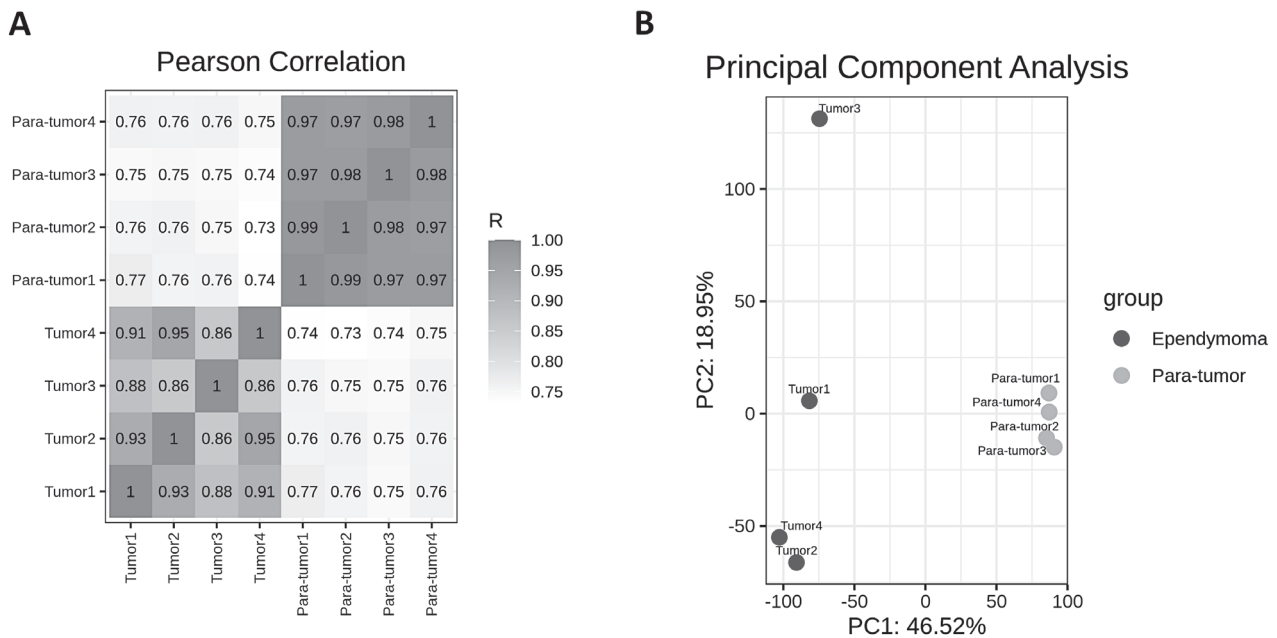 A
Pearson Correlation
Para-tumor4 0.76 0.76 0.76 0.75 0.97 0.97 0.98 1
Para-tumor3 0.75 0.75 0.75 0.74 0.97 0.98 1 0.98
Para-tumor2 0.76 0.76 0.75 0.73 0.99 1 0.98 0.97
Para-tumor1 0.77 0.76 0.76 0.74 1 0.99 0.97 0.97
Tumor4 0.91 0.95 0.86 1 0.74 0.73 0.74 0.75
Tumor3 0.88 0.86 1 0.86 0.76 0.75 0.75 0.76
Tumor2 0.93 1 0.86 0.95 0.76 0.76 0.75 0.76
Tumor1 1 0.93 0.88 0.91 0.77 0.76 0.75 0.76
Tumor1 Tumor2 Tumor3 Tumor4 Para-tumor1 Para-tumor2 Para-tumor3 Para-tumor4
R
1.00
0.95
0.90
0.85
0.80
0.75
B
Principal Component Analysis
PC2: 18.95%
100
50
0
-50
Tumor3
Tumor1
Para-tumor1
Para-tumor4
Para-tumor2
Para-tumor3
Tumor4
Tumor2
-100 -50 0 50 100
PC1: 46.52%
group
Ependymoma
Para-tumor